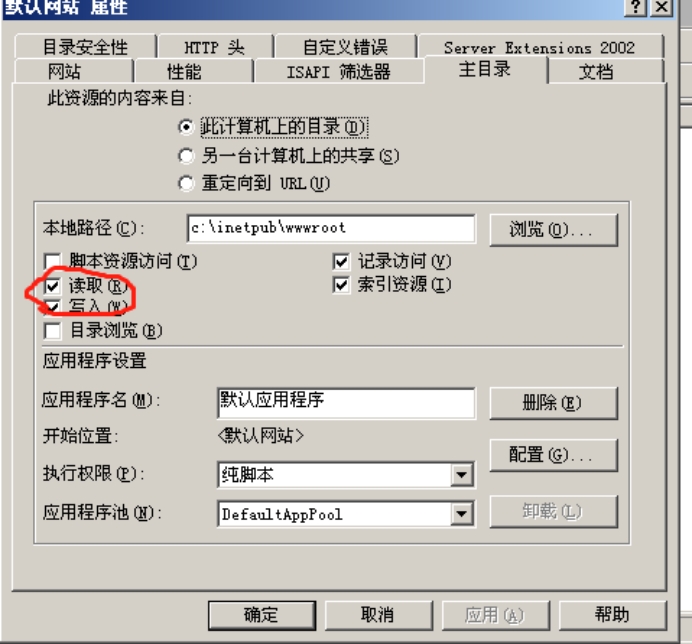 默认网站 属性
目录安全性 HTTP 头 自定义错误 Server Extensions 2002
网站 性能 ISAPI 筛选器 主目录 文档
此资源的内容来自:
此计算机上的目录(D)
另一台计算机上的共享(S)
重定向到 URL(U)
本地路径(C): c:\inetpub\wwwroot 浏览(O)...
脚本资源访问(T) 记录访问(V)
读取(R) 索引资源(I)
写入(W)
目录浏览(B)
应用程序设置
应用程序名(M): 默认应用程序 删除(E)
开始位置: <默认网站>
配置(G)...
执行权限(P): 纯脚本
应用程序池(N): DefaultAppPool 卸载(L)
确定 取消 应用(A) 帮助